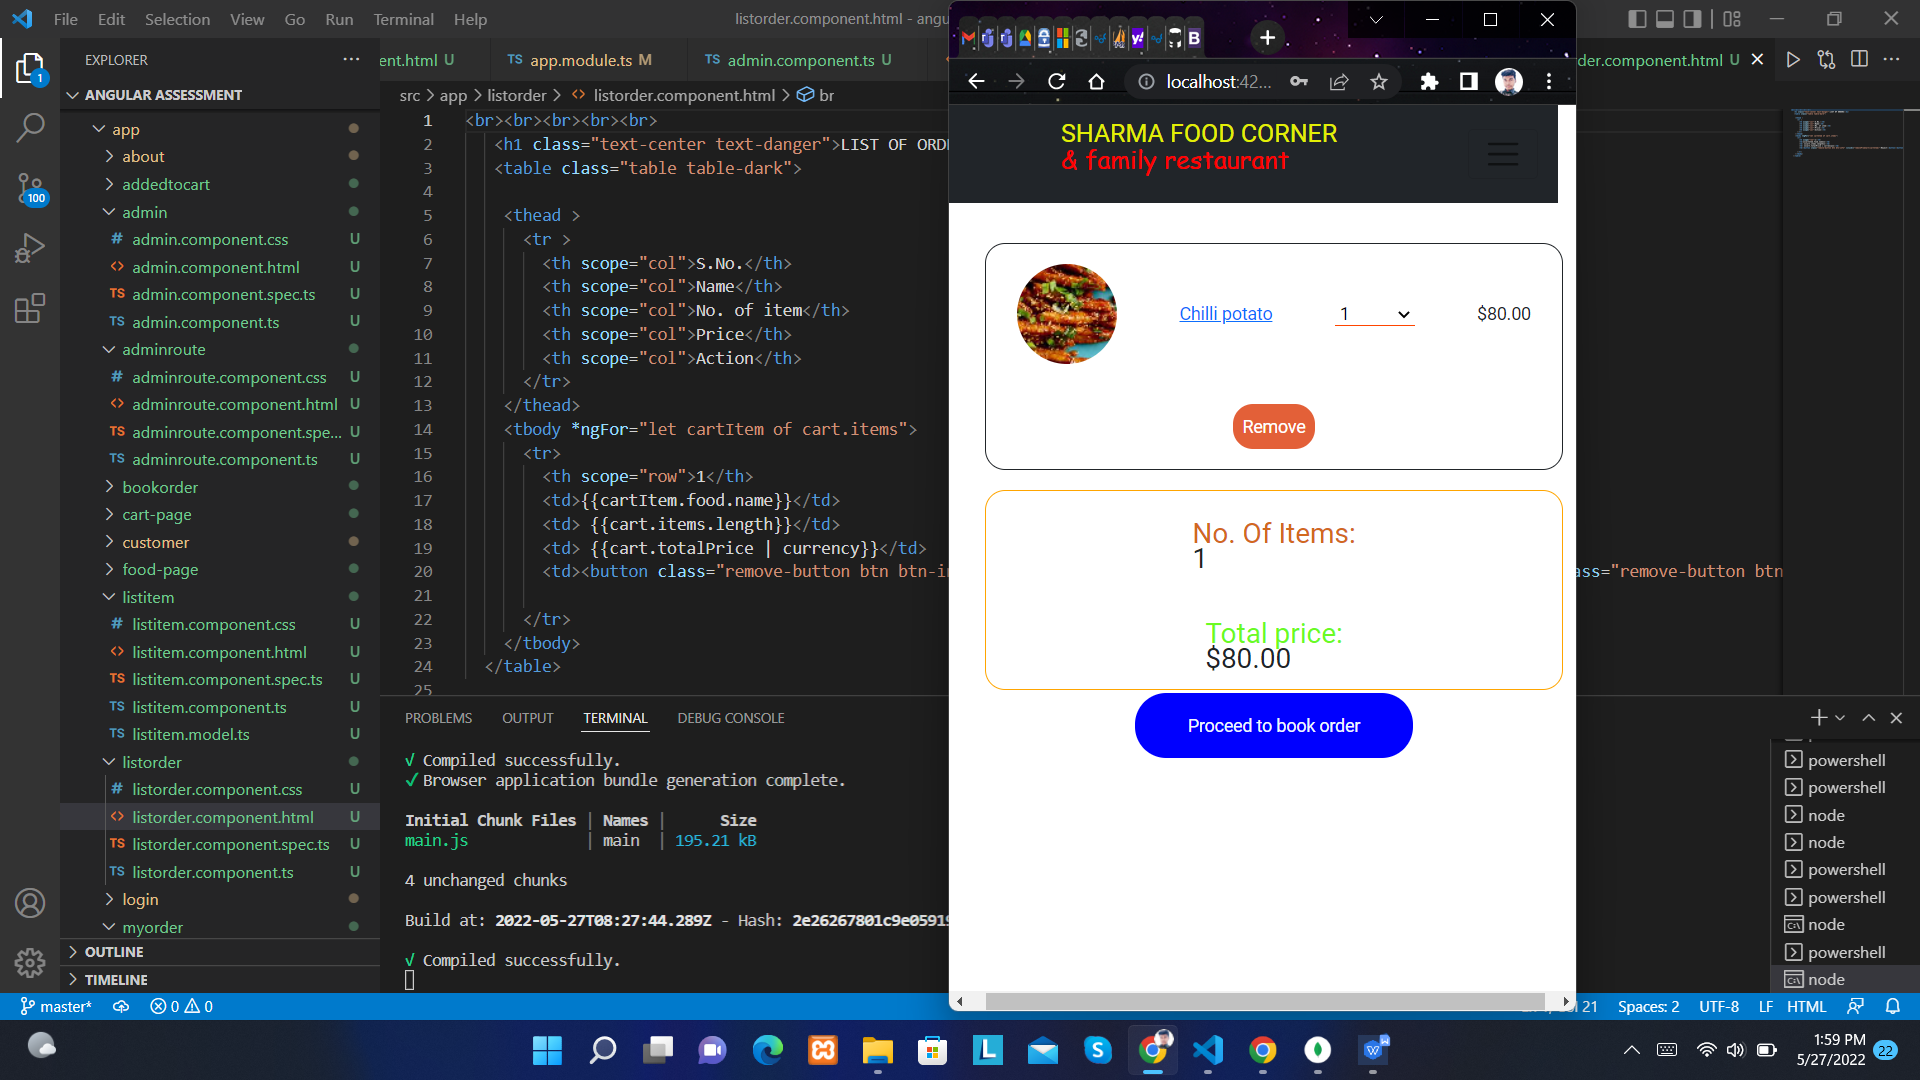 File Edit Selection View Go Run Terminal Help
listorder.component.html - angu
EXPLORER
ANGULAR ASSESSMENT
app
about
addedtocart
admin
admin.component.css U
admin.component.html U
admin.component.spec.ts U
admin.component.ts U
adminroute
adminroute.component.css U
adminroute.component.html U
adminroute.component.spe... U
adminroute.component.ts U
bookorder
cart-page
customer
food-page
listitem
listitem.component.css U
listitem.component.html U
listitem.component.spec.ts U
listitem.component.ts U
listitem.model.ts U
listorder
listorder.component.css U
listorder.component.html U
listorder.component.spec.ts U
listorder.component.ts U
login
myorder
OUTLINE
TIMELINE
ent.html U TS app.module.ts M TS admin.component.ts U
der.component.html U
src > app > listorder > listorder.component.html > br
1 <br><br><br><br><br>
2 <h1 class="text-center text-danger">LIST OF ORD
3 <table class="table table-dark">
4
5 <thead >
6 <tr >
7 <th scope="col">S.No.</th>
8 <th scope="col">Name</th>
9 <th scope="col">No. of item</th>
10 <th scope="col">Price</th>
11 <th scope="col">Action</th>
12 </tr>
13 </thead>
14 <tbody *ngFor="let cartItem of cart.items">
15 <tr>
16 <th scope="row">1</th>
17 <td>{{cartItem.food.name}}</td>
18 <td> {{cart.items.length}}</td>
19 <td> {{cart.totalPrice | currency}}</td>
20 <td><button class="remove-button btn btn-in
ass="remove-button btn
21
22 </tr>
23 </tbody>
24 </table>
25
PROBLEMS OUTPUT TERMINAL DEBUG CONSOLE
√ Compiled successfully.
✓ Browser application bundle generation complete.
Initial Chunk Files | Names | Size
main.js | main | 195.21 kB
4 unchanged chunks
Build at: 2022-05-27T08:27:44.289Z - Hash: 2e26267801c9e0591
√ Compiled successfully.
powershell
powershell
node
node
powershell
powershell
node
powershell
node
localhost:42...
SHARMA FOOD CORNER
& family restaurant
Chilli potato 1 $80.00
Remove
No. Of Items:
1
Total price:
$80.00
Proceed to book order
master* 0 0
21 Spaces: 2 UTF-8 LF HTML
1:59 PM
5/27/2022 22